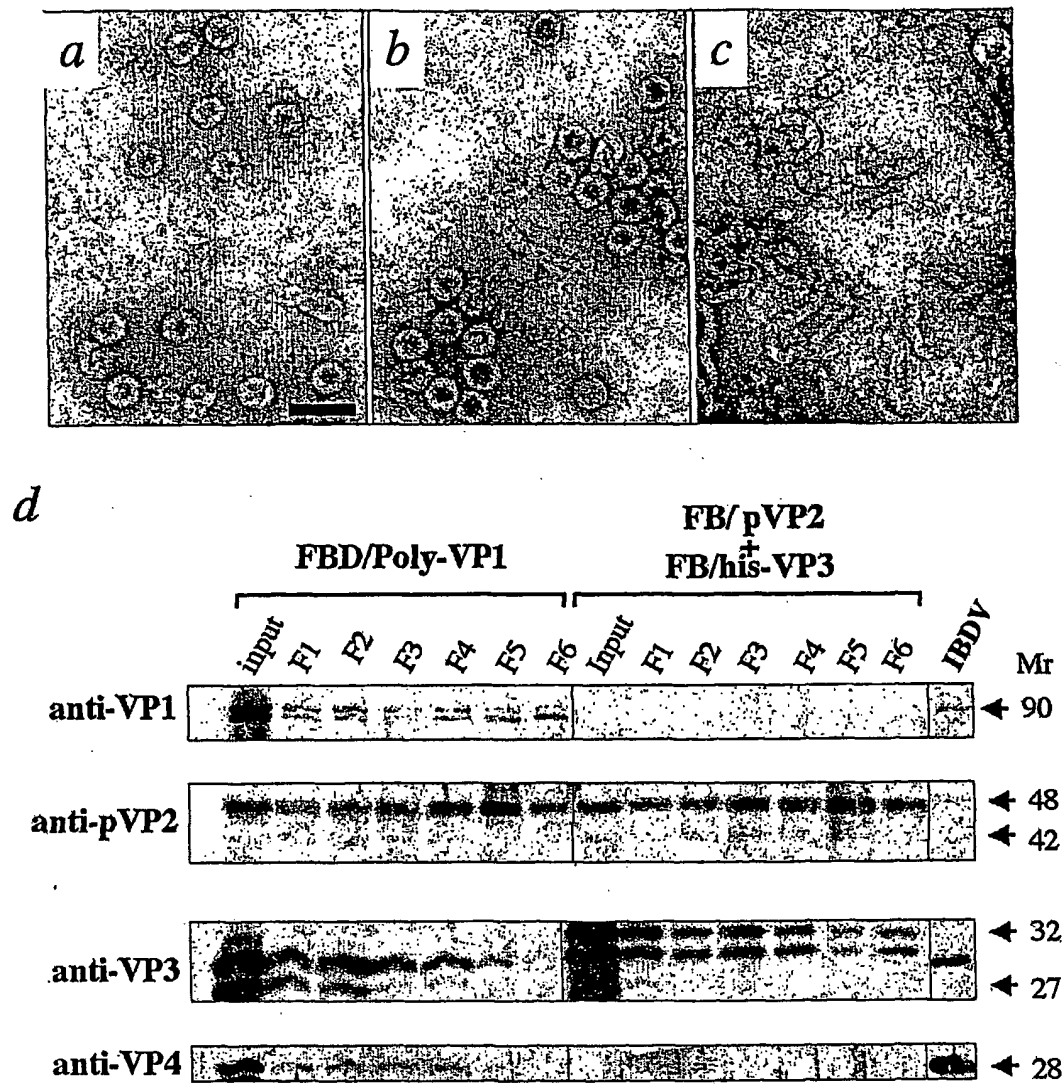 a b c
d
FBD/Poly-VP1
FB/pVP2
+
FB/his-VP3
input F1 F2 F3 F4 F5 F6 Input F1 F2 F3 F4 F5 F6 IBDV Mr
anti-VP1 90
anti-pVP2 48
42
anti-VP3 32
27
anti-VP4 28